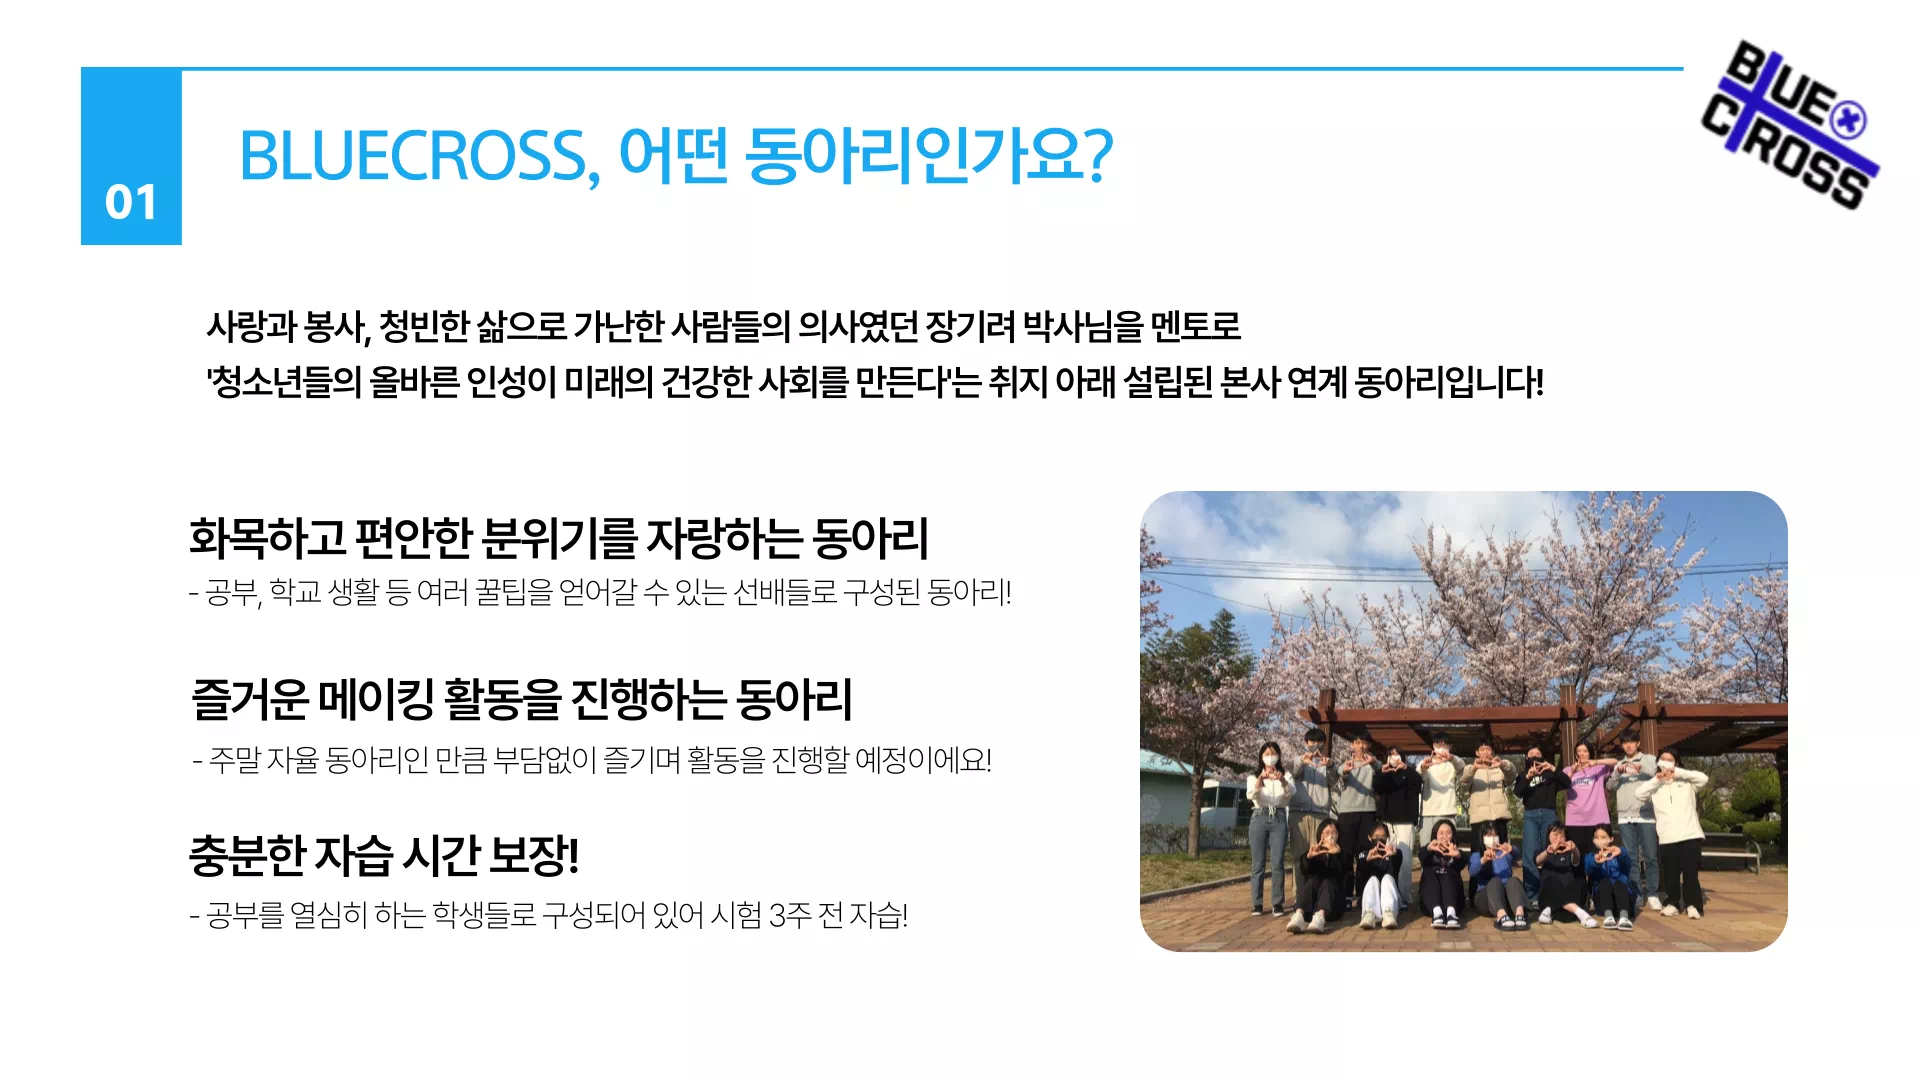 01
BLUECROSS, 어떤 동아리인가요?
BLUE
CROSS
사랑과 봉사, 청빈한 삶으로 가난한 사람들의 의사였던 장기려 박사님을 멘토로
'청소년들의 올바른 인성이 미래의 건강한 사회를 만든다'는 취지 아래 설립된 본사 연계 동아리입니다!
화목하고 편안한 분위기를 자랑하는 동아리
- 공부, 학교 생활 등 여러 꿀팁을 얻어갈 수 있는 선배들로 구성된 동아리!
즐거운 메이킹 활동을 진행하는 동아리
- 주말 자율 동아리인 만큼 부담없이 즐기며 활동을 진행할 예정이에요!
충분한 자습 시간 보장!
- 공부를 열심히 하는 학생들로 구성되어 있어 시험 3주 전 자습!